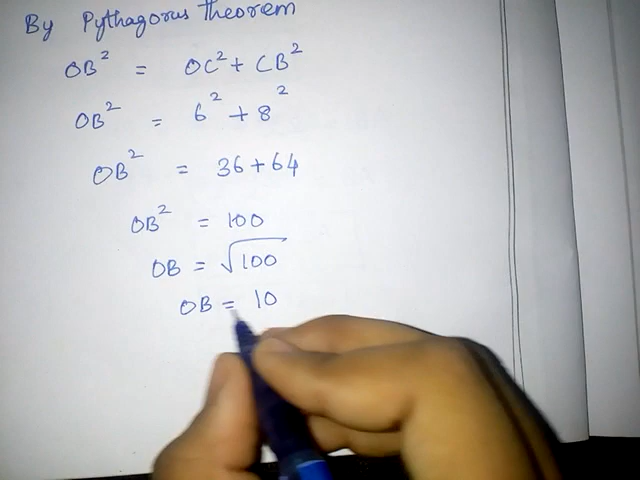 By Pythagorus Theorem
OB² = OC² + CB²
OB² = 6² + 8²
OB² = 36 + 64
OB² = 100
OB = √100
OB = 10